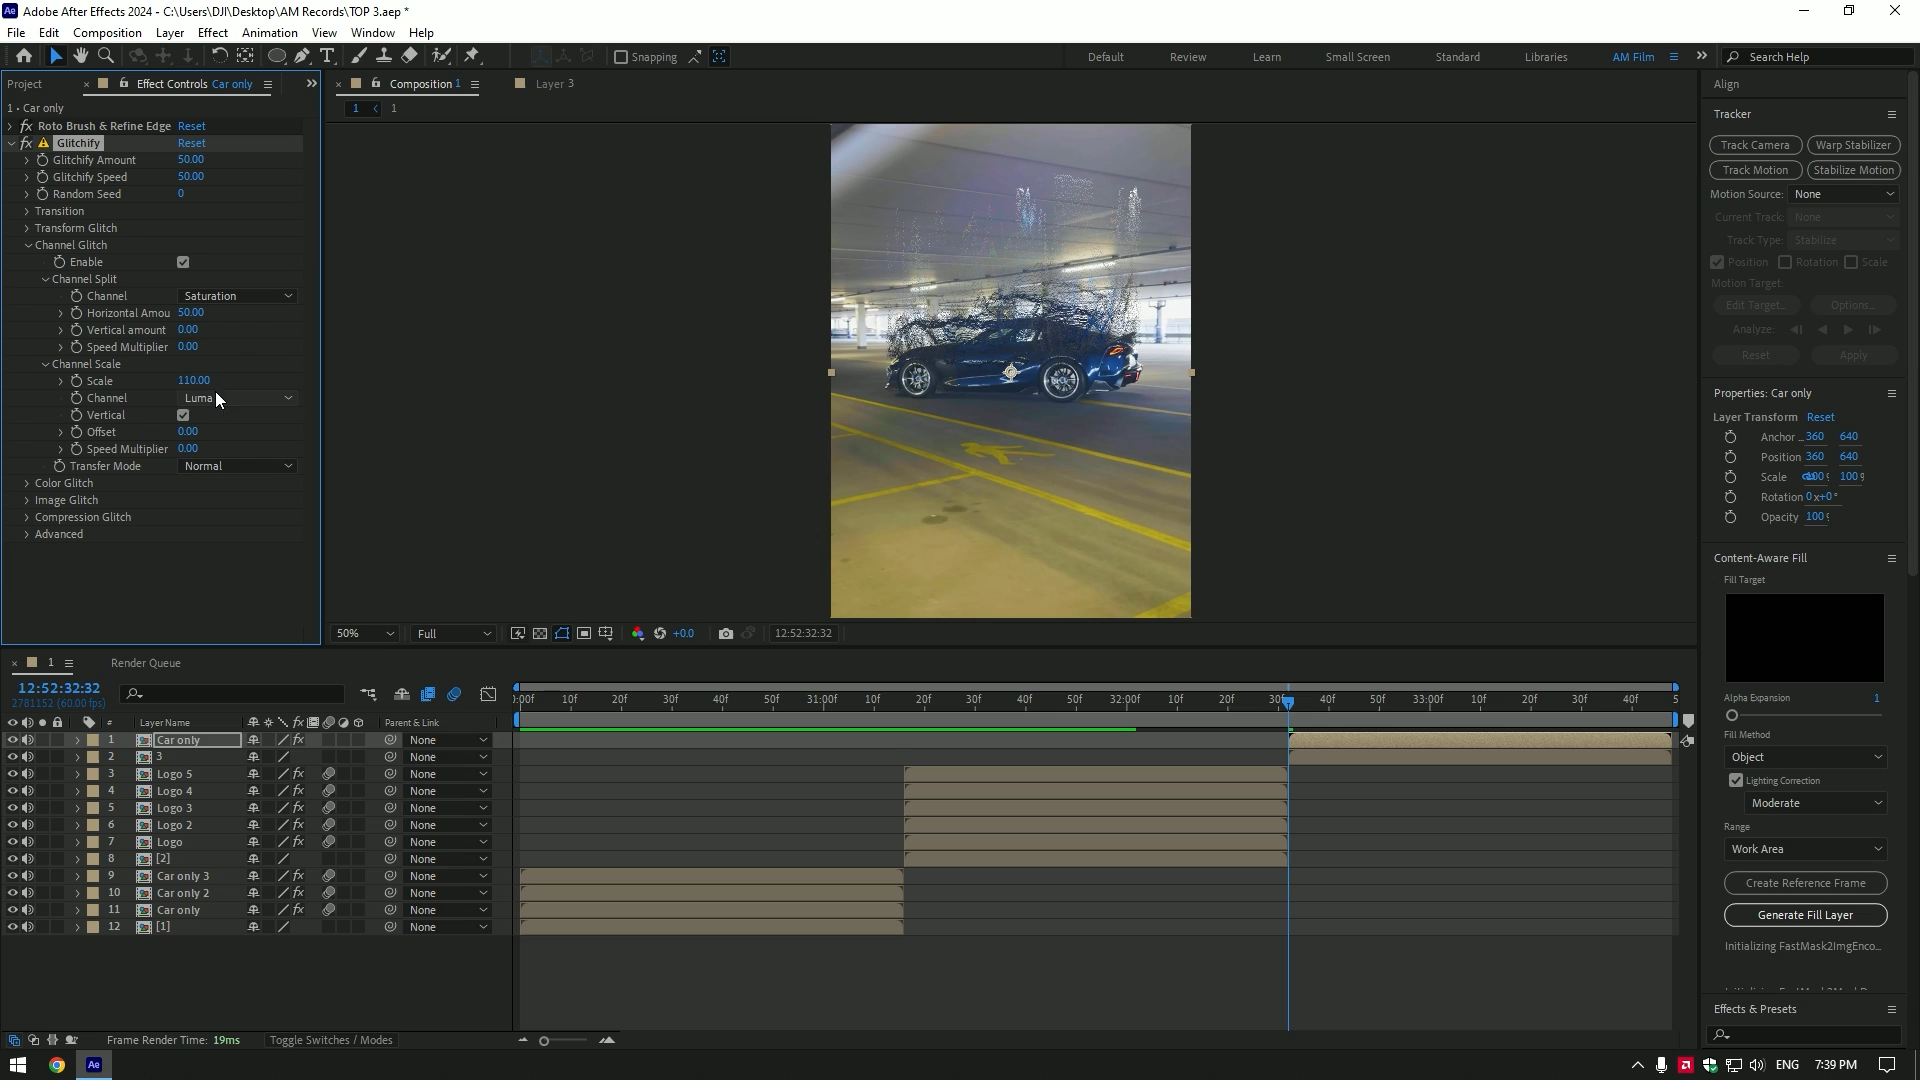 Adobe After Effects 2024 - C:\Users\DJI\Desktop\AM Records\TOP 3.aep *
File Edit Composition Layer Effect Animation View Window Help
Snapping
Default Review Learn Small Screen Standard Libraries AM Film Search Help
Project Effect Controls Car only
Composition 1 Layer 3
1 • Car only
1 < 1
Roto Brush & Refine Edge Reset
Glitchify Reset
Glitchify Amount 50.00
Glitchify Speed 50.00
Random Seed 0
Transition
Transform Glitch
Channel Glitch
Enable
Channel Split
Channel Saturation
Horizontal Amou 50.00
Vertical amount 0.00
Speed Multiplier 0.00
Channel Scale
Scale 110.00
Channel Luma
Vertical
Offset 0.00
Speed Multiplier 0.00
Transfer Mode Normal
Color Glitch
Image Glitch
Compression Glitch
Advanced
50% Full +0.0 12:52:32:32
Align
Tracker
Track Camera Warp Stabilizer
Track Motion Stabilize Motion
Motion Source: None
Current Track: None
Track Type: Stabilize
Position Rotation Scale
Motion Target:
Edit Target... Options...
Analyze:
Reset Apply
Properties: Car only
Layer Transform Reset
Anchor ... 360 640
Position 360 640
Scale 100 100
Rotation 0x+0°
Opacity 100
Content-Aware Fill
Fill Target
Alpha Expansion 1
Fill Method
Object
Lighting Correction
Moderate
Range
Work Area
Create Reference Frame
Generate Fill Layer
Initializing FastMask2ImgEnco...
Effects & Presets
1 Render Queue
12:52:32:32
2781152 (60.00 fps)
:00f 10f 20f 30f 40f 50f 31:00f 10f 20f 30f 40f 50f 32:00f 10f 20f 30f 40f 50f 33:00f 10f 20f 30f 40f 5
# Layer Name Parent & Link
1 Car only None
2 3 None
3 Logo 5 None
4 Logo 4 None
5 Logo 3 None
6 Logo 2 None
7 Logo None
8 [2] None
9 Car only 3 None
10 Car only 2 None
11 Car only None
12 [1] None
Frame Render Time: 19ms Toggle Switches / Modes
ENG 7:39 PM